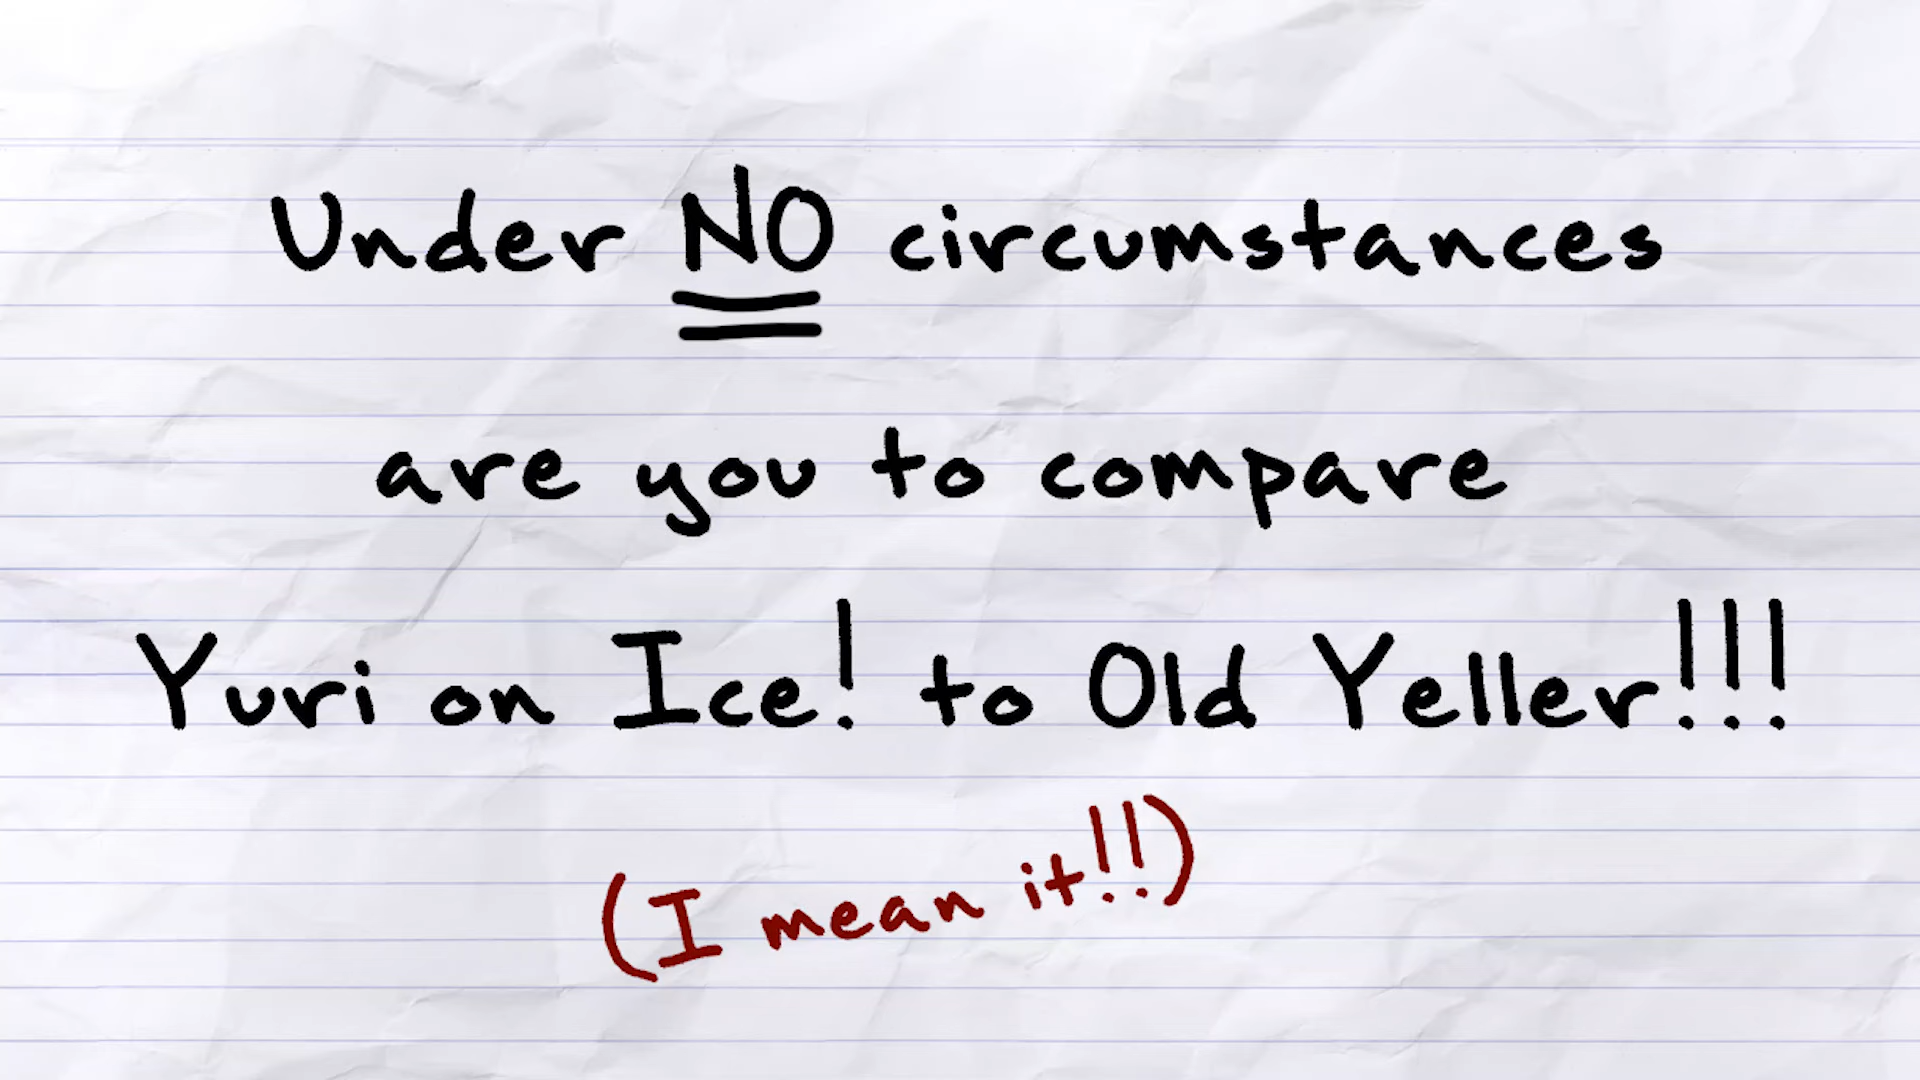 Under NO circumstances
are you to compare
Yuri on Ice! to Old Yeller!!!
(I mean it!!)